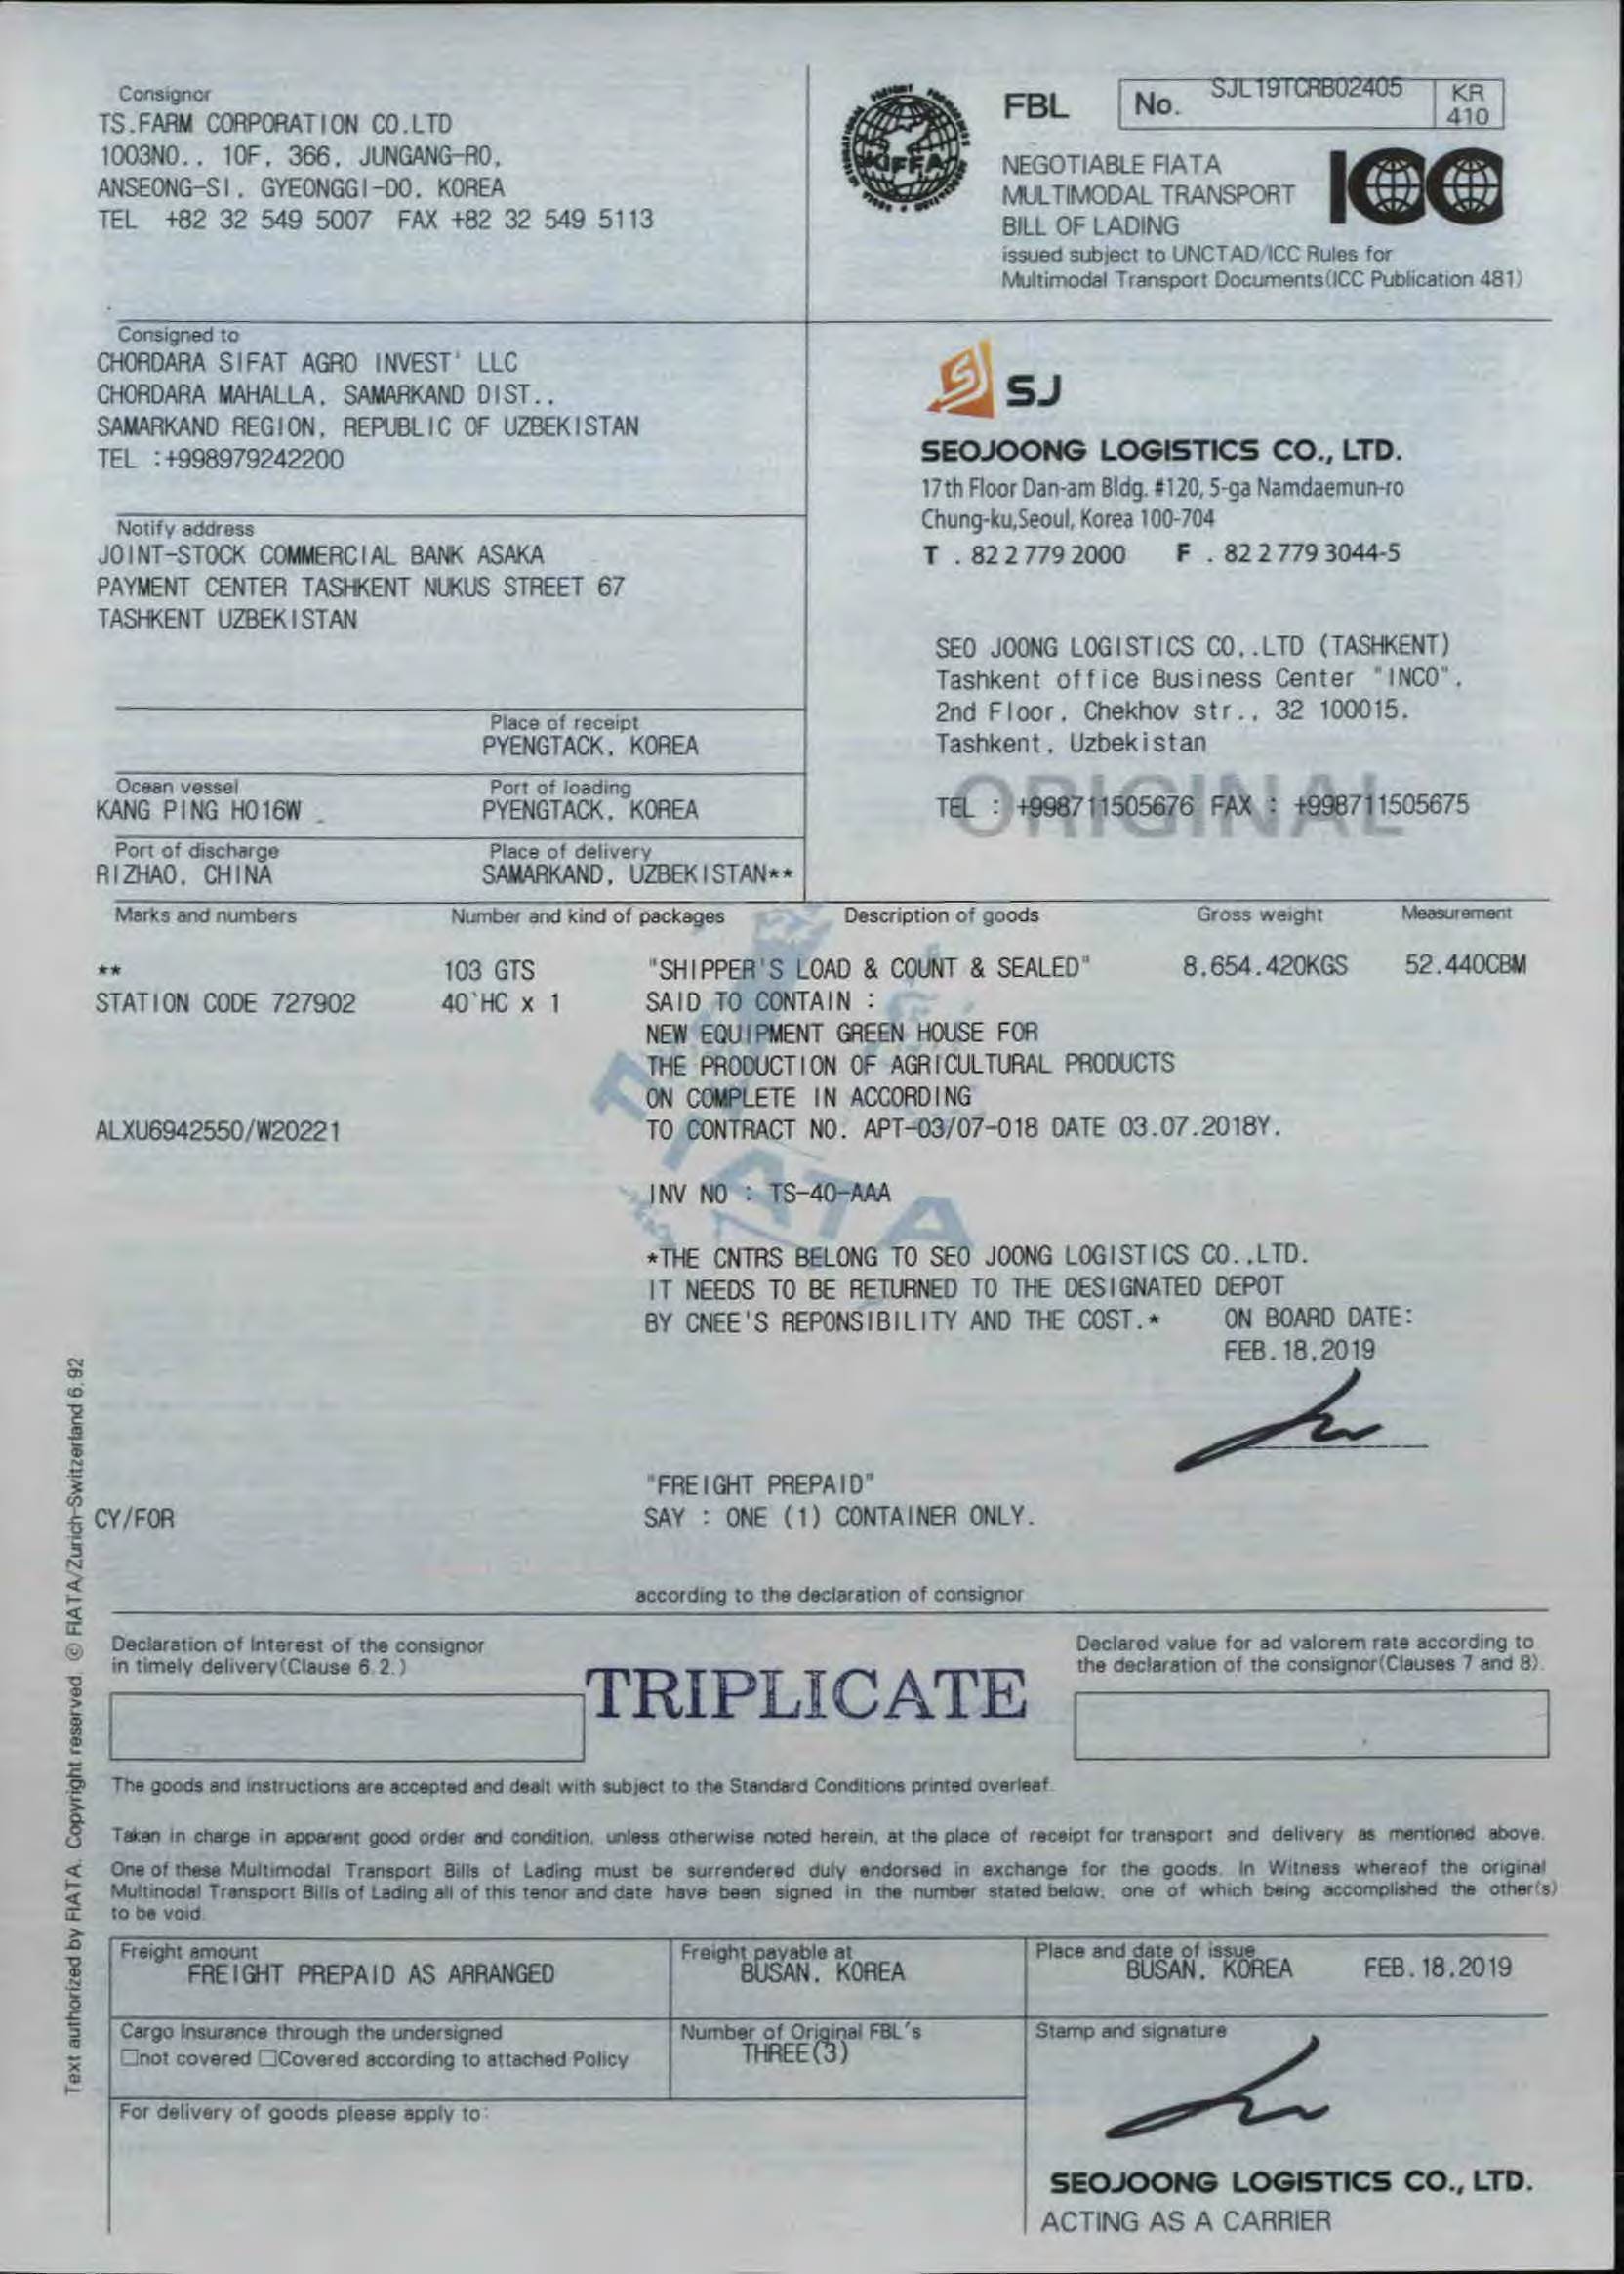 Consignor
TS.FARM CORPORATION CO.LTD
1003NO., 10F, 366, JUNGANG-RO,
ANSEONG-SI, GYEONGGI-DO, KOREA
TEL +82 32 549 5007 FAX +82 32 549 5113
KIFFA
FBL
No. SJL19TCRB02405
KR
410
NEGOTIABLE FIATA
MULTIMODAL TRANSPORT
BILL OF LADING
ICC
issued subject to UNCTAD/ICC Rules for
Multimodal Transport Documents(ICC Publication 481)
Consigned to
CHORDARA SIFAT AGRO INVEST' LLC
CHORDARA MAHALLA, SAMARKAND DIST.,
SAMARKAND REGION, REPUBLIC OF UZBEKISTAN
TEL :+998979242200
SJ
SEOJOONG LOGISTICS CO., LTD.
17th Floor Dan-am Bldg. #120, 5-ga Namdaemun-ro
Chung-ku,Seoul, Korea 100-704
T . 82 2 779 2000 F . 82 2 779 3044-5
Notify address
JOINT-STOCK COMMERCIAL BANK ASAKA
PAYMENT CENTER TASHKENT NUKUS STREET 67
TASHKENT UZBEKISTAN
SEO JOONG LOGISTICS CO,.LTD (TASHKENT)
Tashkent office Business Center "INCO",
2nd Floor, Chekhov str., 32 100015,
Tashkent, Uzbekistan
ORIGINAL
TEL : +998711505676 FAX : +998711505675
Place of receipt
PYENGTACK, KOREA
Ocean vessel
KANG PING HO16W
Port of loading
PYENGTACK, KOREA
Port of discharge
RIZHAO, CHINA
Place of delivery
SAMARKAND, UZBEKISTAN**
Marks and numbers Number and kind of packages Description of goods Gross weight Measurement
** 103 GTS "SHIPPER'S LOAD & COUNT & SEALED" 8,654.420KGS 52.440CBM
STATION CODE 727902 40'HC x 1 SAID TO CONTAIN :
NEW EQUIPMENT GREEN HOUSE FOR
THE PRODUCTION OF AGRICULTURAL PRODUCTS
ON COMPLETE IN ACCORDING
ALXU6942550/W20221 TO CONTRACT NO. APT-03/07-018 DATE 03.07.2018Y.
FIATA
INV NO : TS-40-AAA
*THE CNTRS BELONG TO SEO JOONG LOGISTICS CO.,LTD.
IT NEEDS TO BE RETURNED TO THE DESIGNATED DEPOT
BY CNEE'S REPONSIBILITY AND THE COST.* ON BOARD DATE:
FEB.18,2019
"FREIGHT PREPAID"
CY/FOR SAY : ONE (1) CONTAINER ONLY.
according to the declaration of consignor
Declaration of Interest of the consignor
in timely delivery(Clause 6.2.)
TRIPLICATE
Declared value for ad valorem rate according to
the declaration of the consignor(Clauses 7 and 8).
The goods and instructions are accepted and dealt with subject to the Standard Conditions printed overleaf.
Taken in charge in apparent good order and condition, unless otherwise noted herein, at the place of receipt for transport and delivery as mentioned above.
One of these Multimodal Transport Bills of Lading must be surrendered duly endorsed in exchange for the goods. In Witness whereof the original
Multinodal Transport Bills of Lading all of this tenor and date have been signed in the number stated below, one of which being accomplished the other(s)
to be void.
Freight amount
FREIGHT PREPAID AS ARRANGED
Freight payable at
BUSAN, KOREA
Place and date of issue
BUSAN, KOREA FEB.18,2019
Cargo Insurance through the undersigned
□not covered □Covered according to attached Policy
Number of Original FBL's
THREE(3)
Stamp and signature
For delivery of goods please apply to:
SEOJOONG LOGISTICS CO., LTD.
ACTING AS A CARRIER
Text authorized by FIATA. Copyright reserved. © FIATA/Zurich-Switzerland 6.92